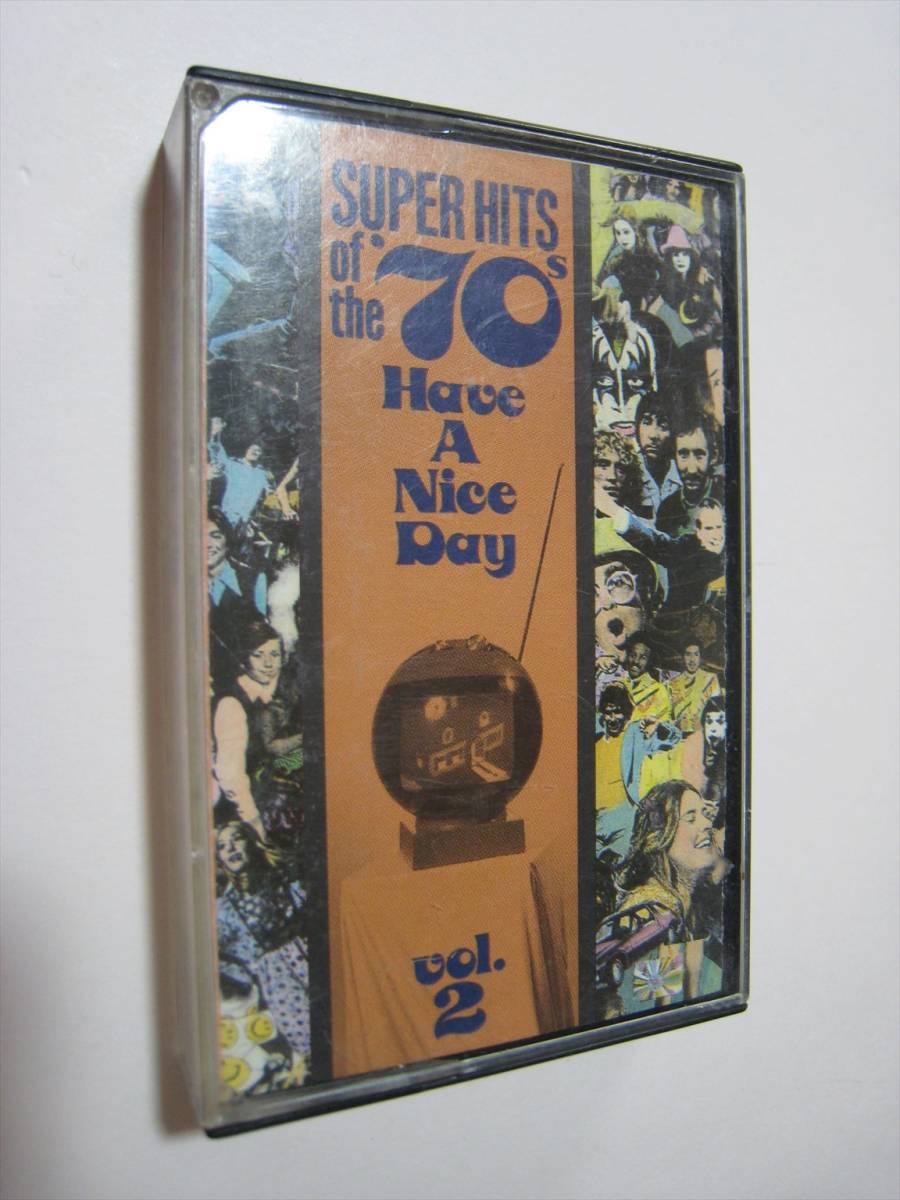 SUPER HITS
of the '70s
Have
A
Nice
Day
vol.
2